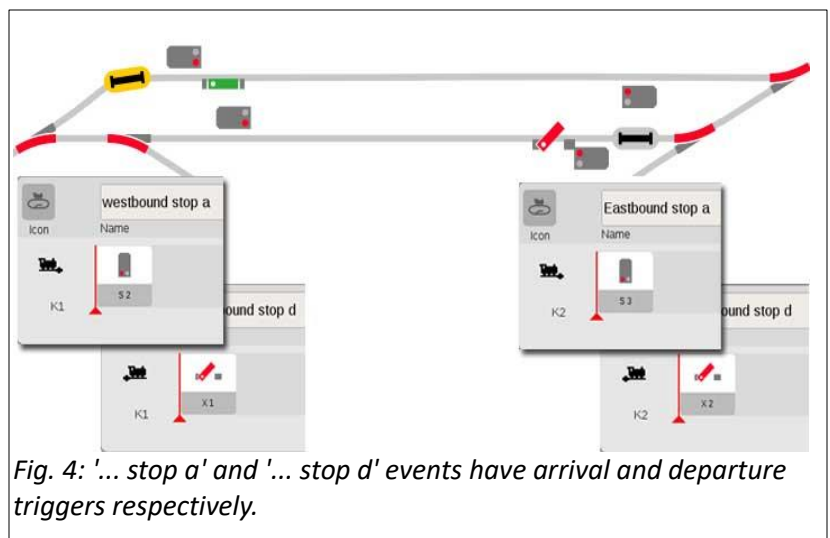 westbound stop a
Icon
Name
K1
S 2
ound stop d
K1
X 1
Eastbound stop a
Icon
Name
K2
S 3
ound stop d
K2
X 2
Fig. 4: '... stop a' and '... stop d' events have arrival and departure
triggers respectively.